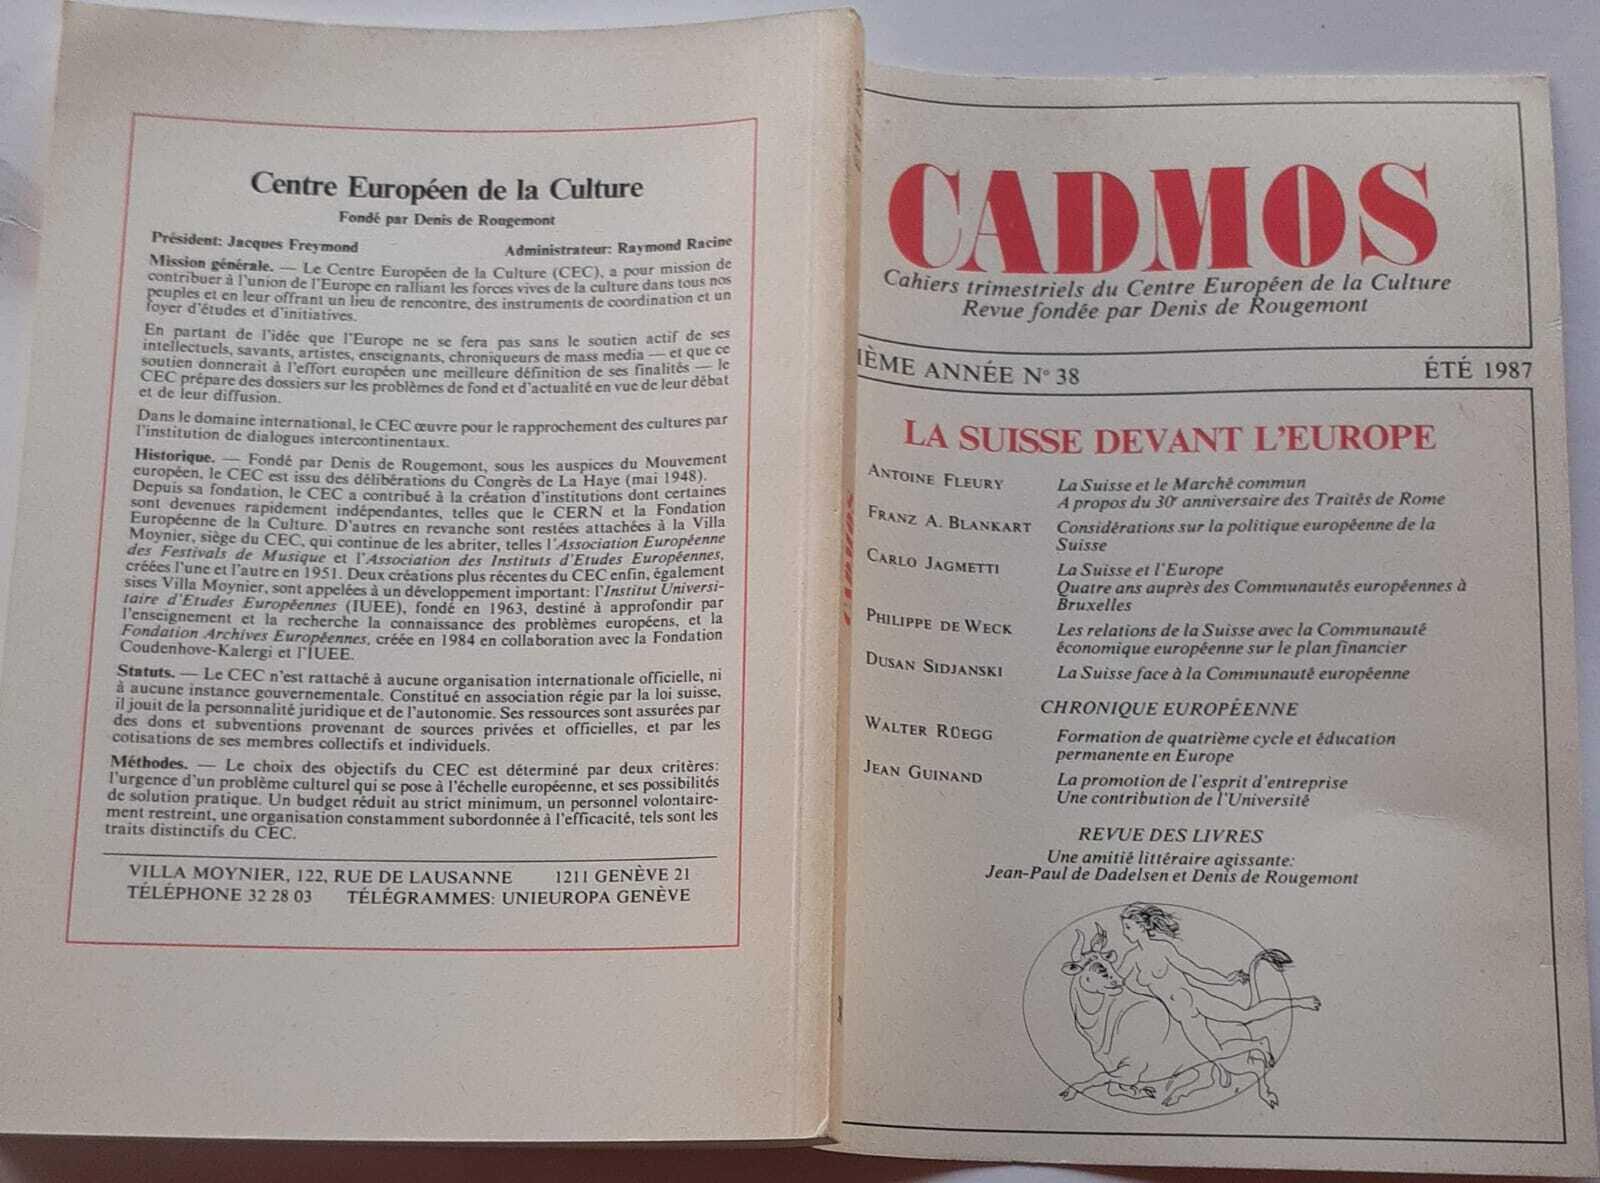 Centre Européen de la Culture
Fondé par Denis de Rougemont
Président: Jacques Freymond Administrateur: Raymond Racine
Mission générale. — Le Centre Européen de la Culture (CEC), a pour mission de
contribuer à l'union de l'Europe en ralliant les forces vives de la culture dans tous nos
peuples et en leur offrant un lieu de rencontre, des instruments de coordination et un
foyer d'études et d'initiatives.
En partant de l'idée que l'Europe ne se fera pas sans le soutien actif de ses
intellectuels, savants, artistes, enseignants, chroniqueurs de mass media — et que ce
soutien donnerait à l'effort européen une meilleure définition de ses finalités — le
CEC prépare des dossiers sur les problèmes de fond et d'actualité en vue de leur débat
et de leur diffusion.
Dans le domaine international, le CEC œuvre pour le rapprochement des cultures par
l'institution de dialogues intercontinentaux.
Historique. — Fondé par Denis de Rougemont, sous les auspices du Mouvement
européen, le CEC est issu des délibérations du Congrès de La Haye (mai 1948).
Depuis sa fondation, le CEC a contribué à la création d'institutions dont certaines
sont devenues rapidement indépendantes, telles que le CERN et la Fondation
Européenne de la Culture. D'autres en revanche sont restées attachées à la Villa
Moynier, siège du CEC, qui continue de les abriter, telles l'Association Européenne
des Festivals de Musique et l'Association des Instituts d'Etudes Européennes,
créées l'une et l'autre en 1951. Deux créations plus récentes du CEC enfin, également
sises Villa Moynier, sont appelées à un développement important: l'Institut Universi-
taire d'Etudes Européennes (IUEE), fondé en 1963, destiné à approfondir par
l'enseignement et la recherche la connaissance des problèmes européens, et la
Fondation Archives Européennes, créée en 1984 en collaboration avec la Fondation
Coudenhove-Kalergi et l'IUEE.
Statuts. — Le CEC n'est rattaché à aucune organisation internationale officielle, ni
à aucune instance gouvernementale. Constitué en association régie par la loi suisse,
il jouit de la personnalité juridique et de l'autonomie. Ses ressources sont assurées par
des dons et subventions provenant de sources privées et officielles, et par les
cotisations de ses membres collectifs et individuels.
Méthodes. — Le choix des objectifs du CEC est déterminé par deux critères:
l'urgence d'un problème culturel qui se pose à l'échelle européenne, et ses possibilités
de solution pratique. Un budget réduit au strict minimum, un personnel volontaire-
ment restreint, une organisation constamment subordonnée à l'efficacité, tels sont les
traits distinctifs du CEC.
VILLA MOYNIER, 122, RUE DE LAUSANNE 1211 GENÈVE 21
TÉLÉPHONE 32 28 03 TÉLÉGRAMMES: UNIEUROPA GENÈVE
CADMOS
CADMOS
Cahiers trimestriels du Centre Européen de la Culture
Revue fondée par Denis de Rougemont
IÈME ANNÉE N° 38 ÉTÉ 1987
LA SUISSE DEVANT L'EUROPE
ANTOINE FLEURY La Suisse et le Marché commun
A propos du 30e anniversaire des Traités de Rome
FRANZ A. BLANKART Considérations sur la politique européenne de la
Suisse
CARLO JAGMETTI La Suisse et l'Europe
Quatre ans auprès des Communautés européennes à
Bruxelles
PHILIPPE DE WECK Les relations de la Suisse avec la Communauté
économique européenne sur le plan financier
DUSAN SIDJANSKI La Suisse face à la Communauté européenne
CHRONIQUE EUROPÉENNE
WALTER RÜEGG Formation de quatrième cycle et éducation
permanente en Europe
JEAN GUINAND La promotion de l'esprit d'entreprise
Une contribution de l'Université
REVUE DES LIVRES
Une amitié littéraire agissante:
Jean-Paul de Dadelsen et Denis de Rougemont